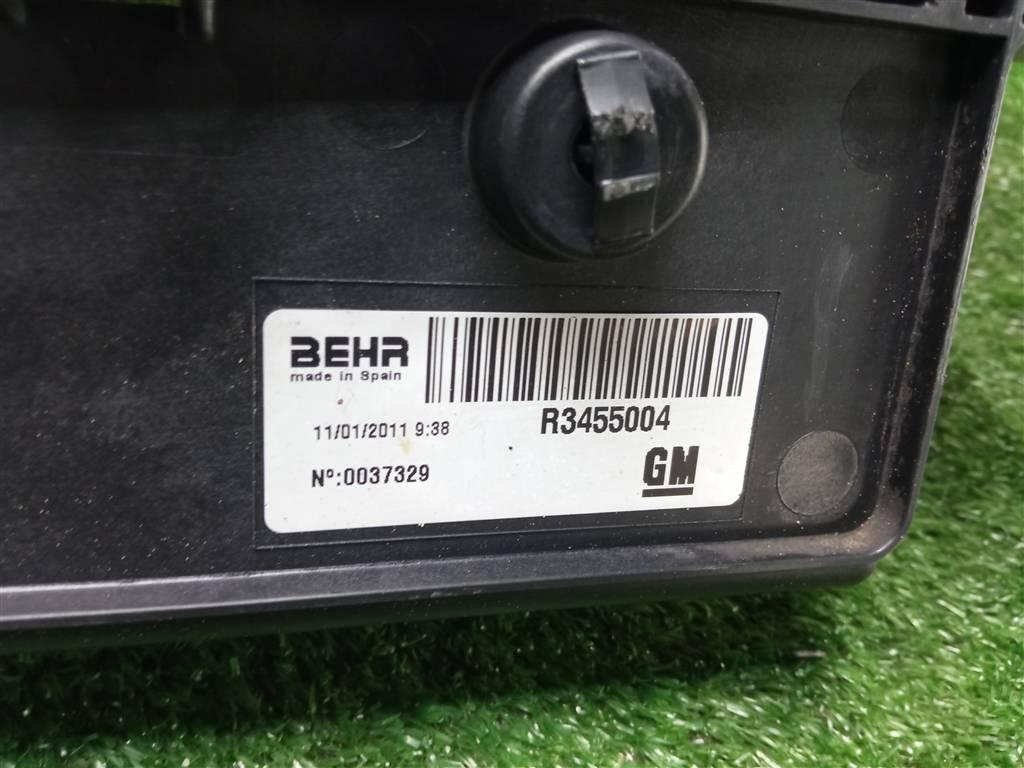 BEHR
made in Spain
R3455004
11/01/2011 9:38
Nº:0037329
GM